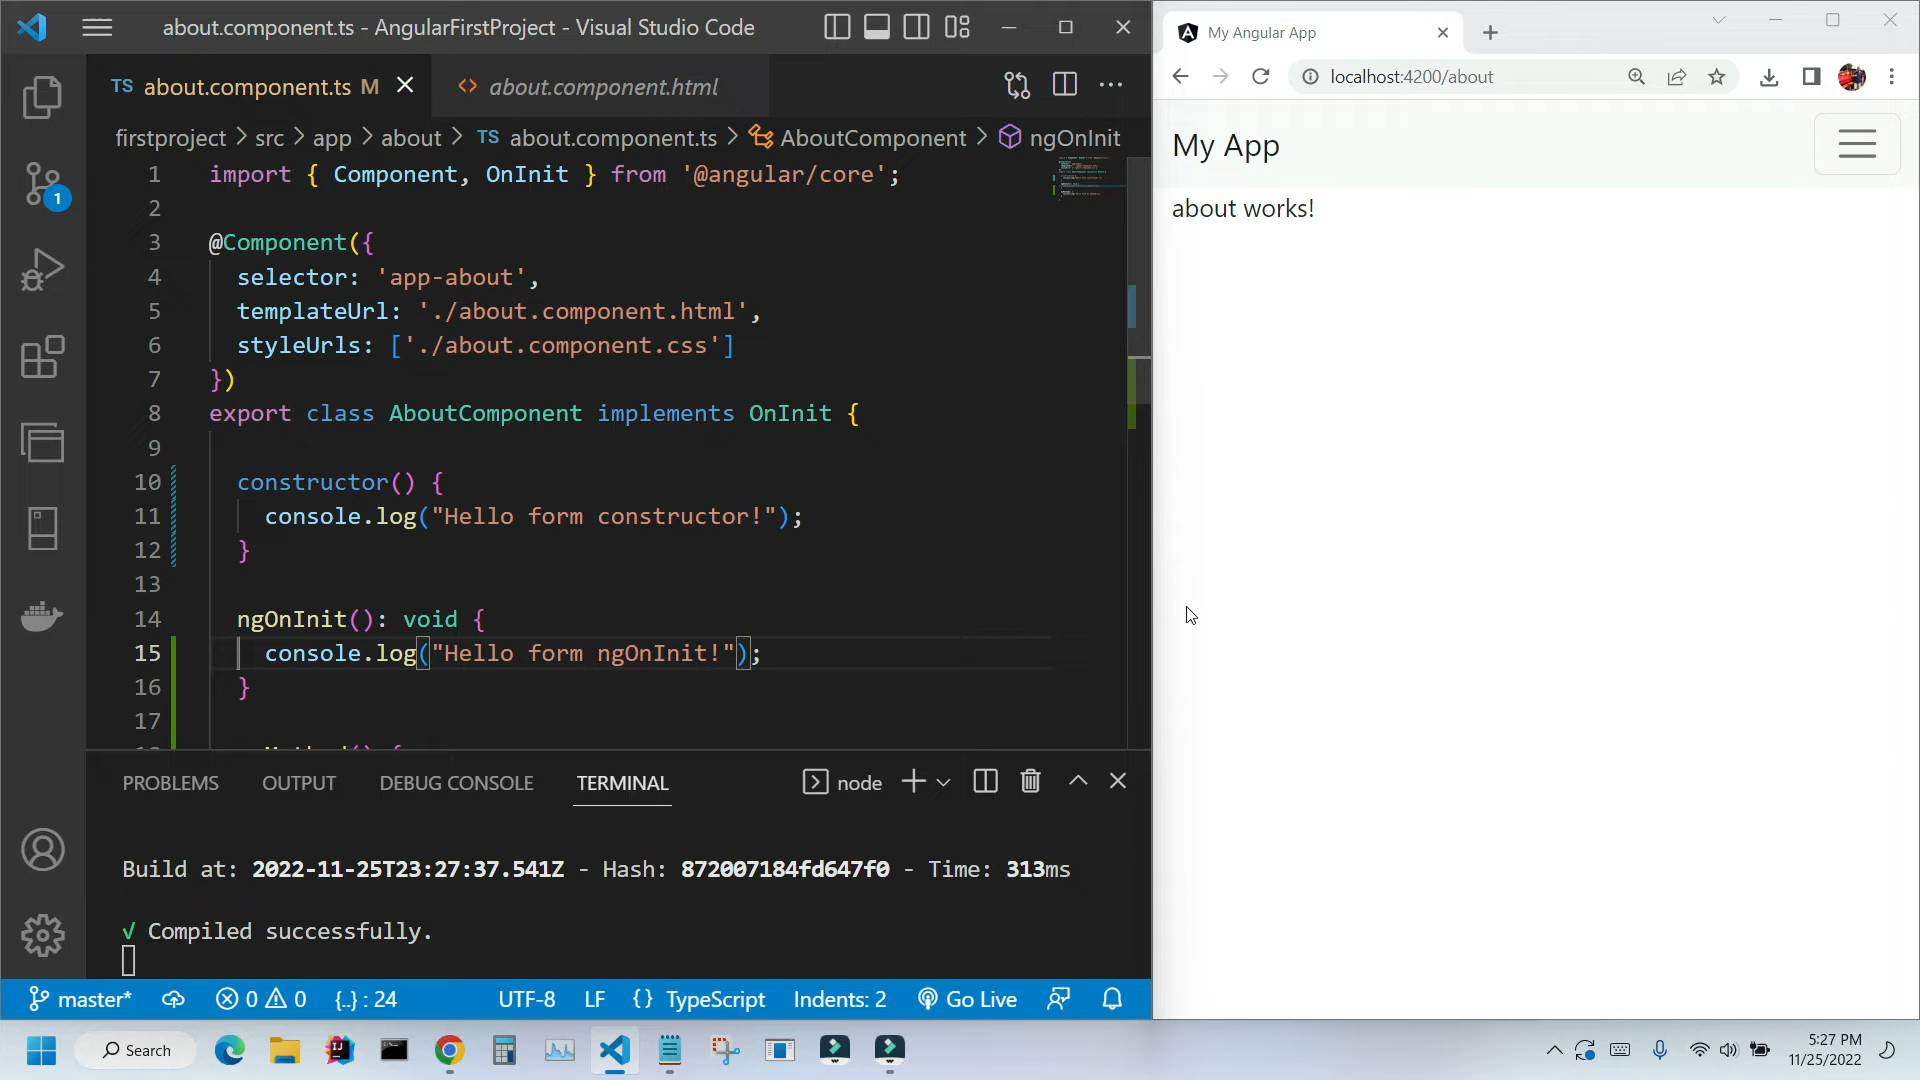 about.component.ts - AngularFirstProject - Visual Studio Code
TS about.component.ts M
<> about.component.html
firstproject > src > app > about > TS about.component.ts > AboutComponent > ngOnInit
1 import { Component, OnInit } from '@angular/core';
2
3 @Component({
4 selector: 'app-about',
5 templateUrl: './about.component.html',
6 styleUrls: ['./about.component.css']
7 })
8 export class AboutComponent implements OnInit {
9
10 constructor() {
11 console.log("Hello form constructor!");
12 }
13
14 ngOnInit(): void {
15 console.log("Hello form ngOnInit!");
16 }
17
1
PROBLEMS OUTPUT DEBUG CONSOLE TERMINAL node
Build at: 2022-11-25T23:27:37.541Z - Hash: 872007184fd647f0 - Time: 313ms
√ Compiled successfully.
master* 0 0 {..} : 24 UTF-8 LF {} TypeScript Indents: 2 Go Live
My Angular App
localhost:4200/about
My App
about works!
Search
5:27 PM
11/25/2022